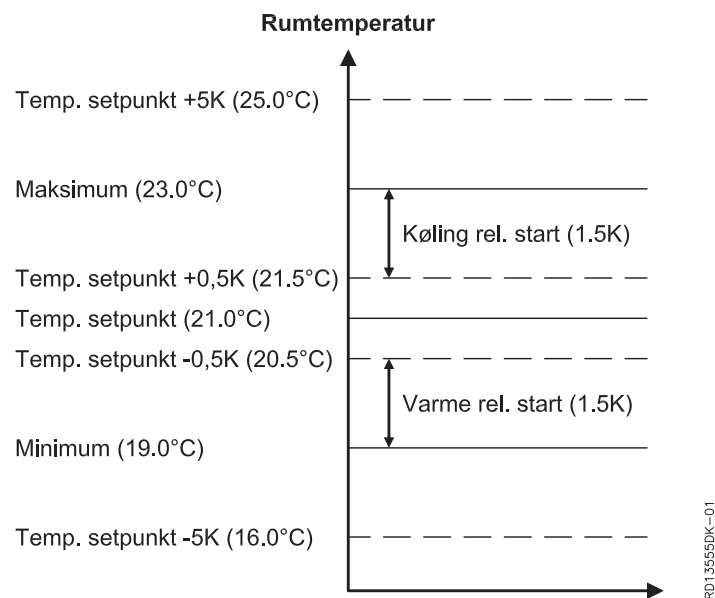 Rumtemperatur
Temp. setpunkt +5K (25.0°C)
Maksimum (23.0°C)
Køling rel. start (1.5K)
Temp. setpunkt +0,5K (21.5°C)
Temp. setpunkt (21.0°C)
Temp. setpunkt -0,5K (20.5°C)
Varme rel. start (1.5K)
Minimum (19.0°C)
Temp. setpunkt -5K (16.0°C)
RD13555DK-01